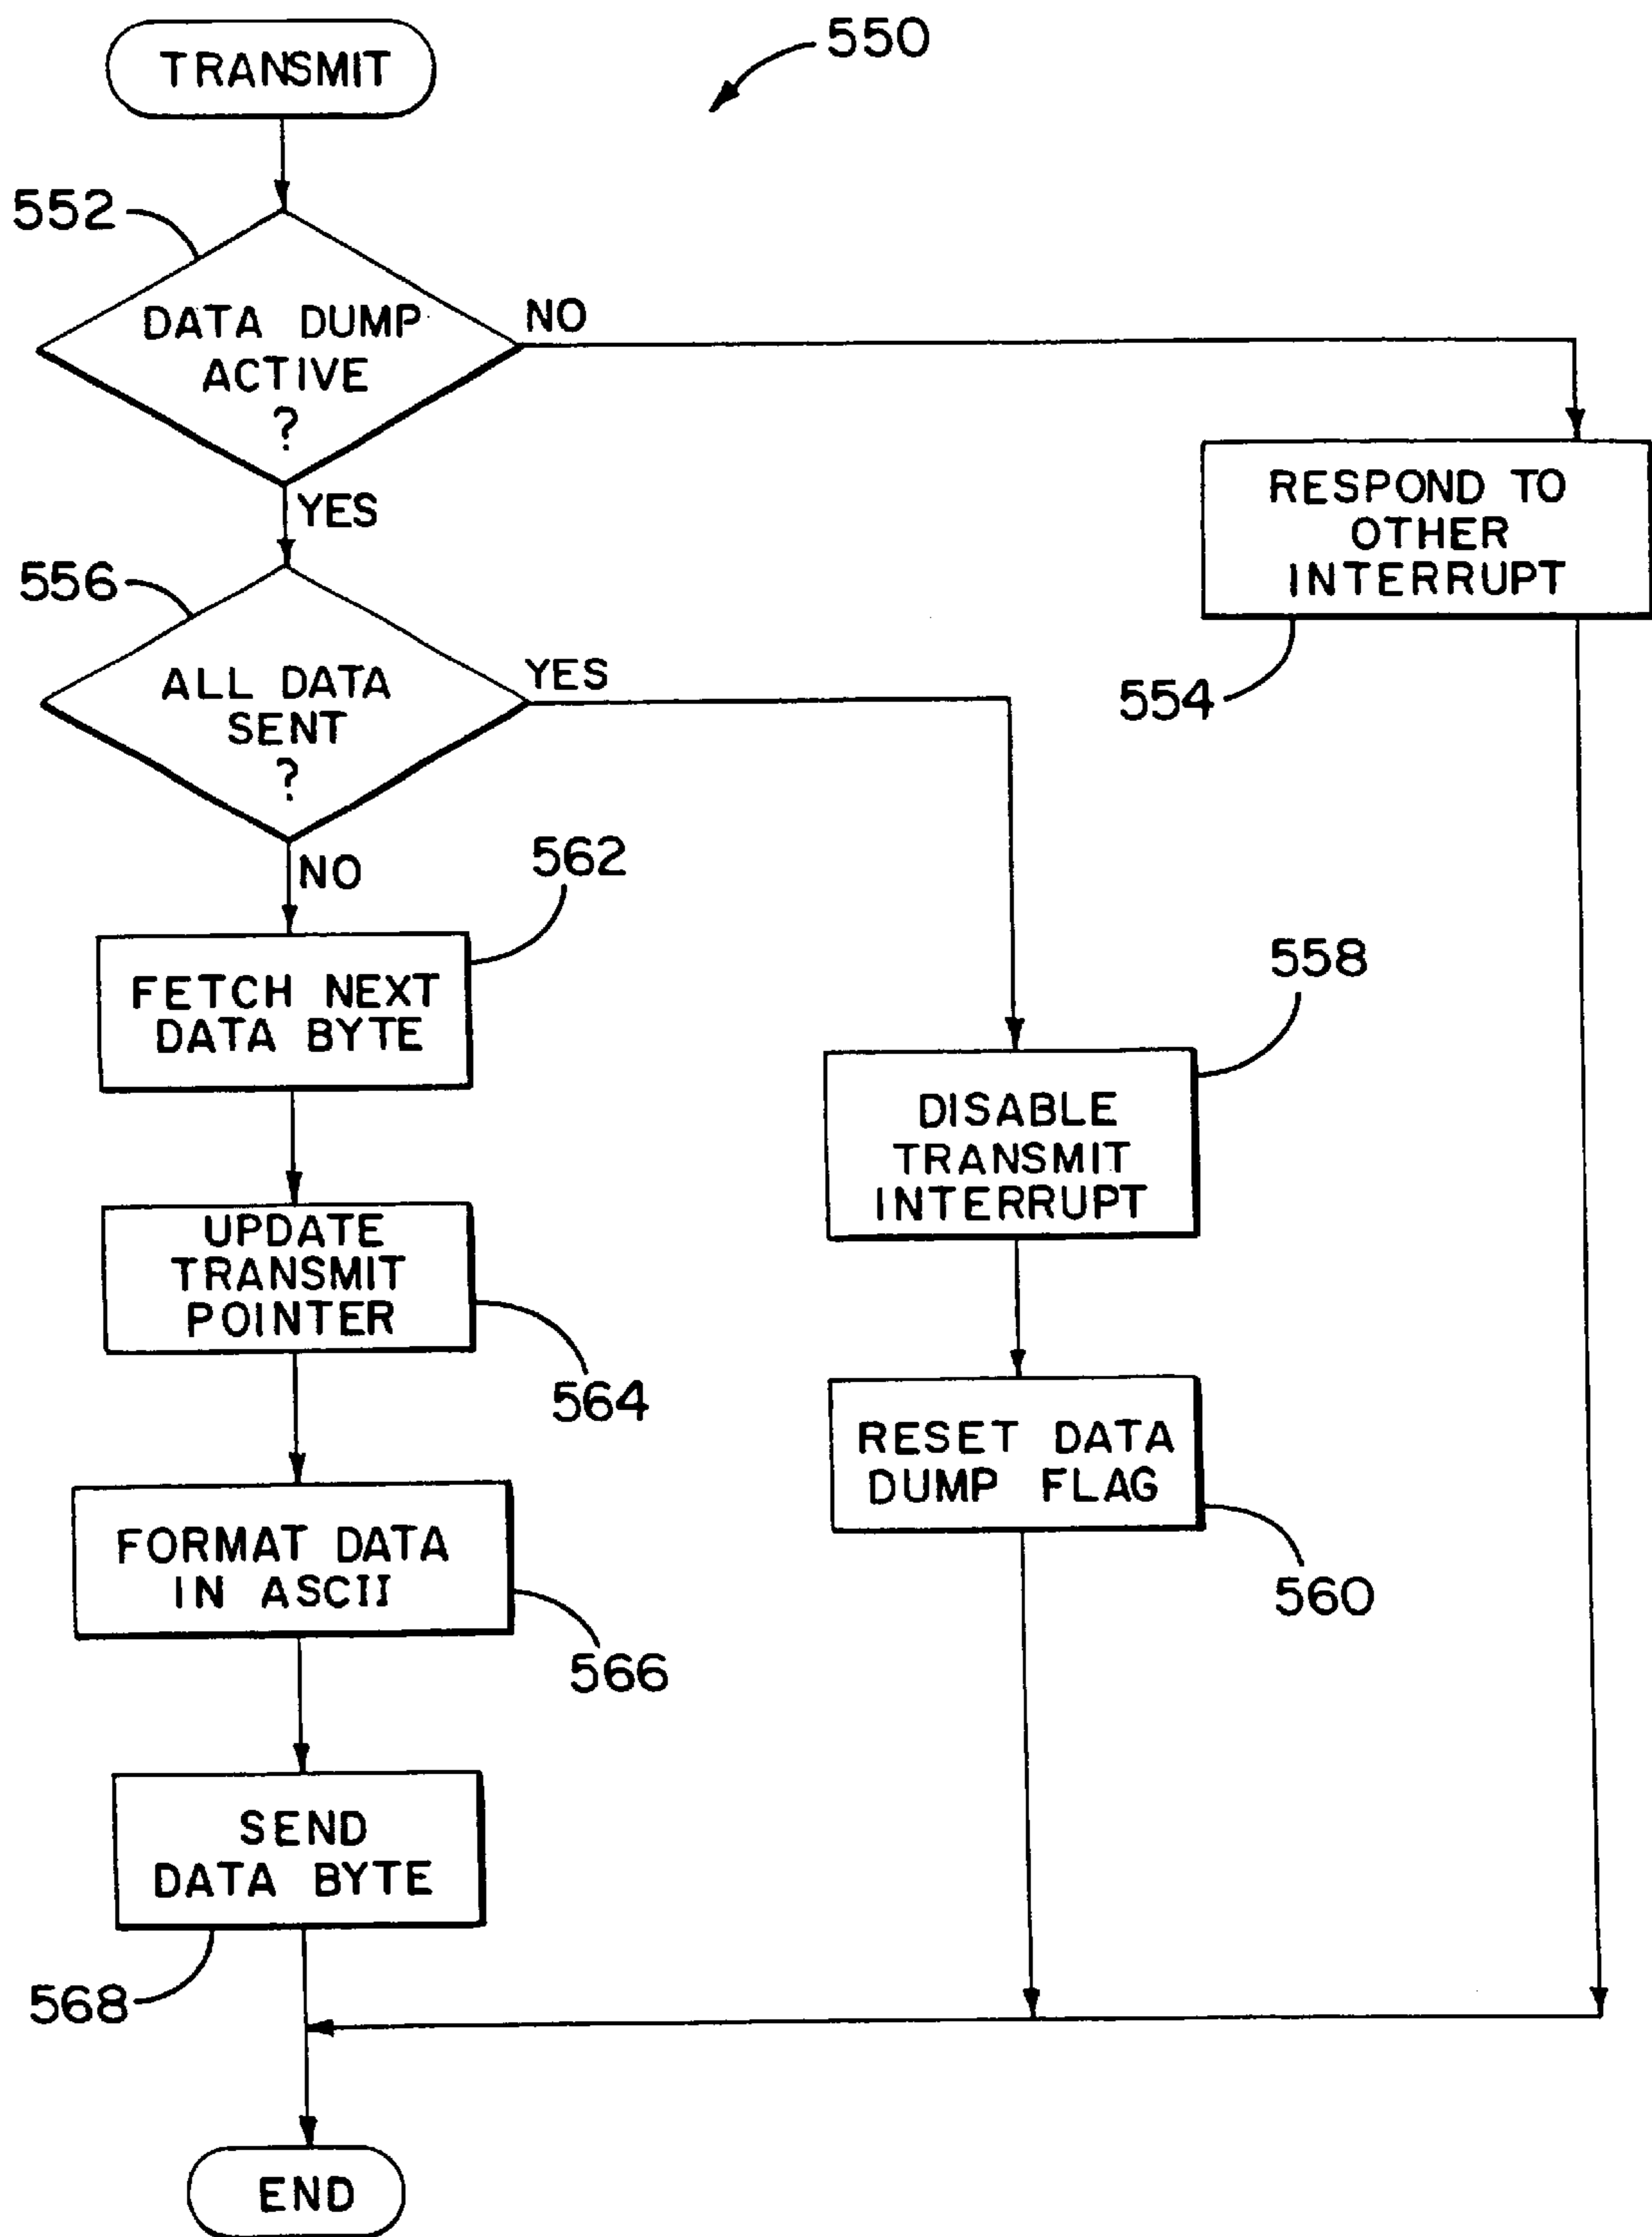 TRANSMIT
550
552
DATA DUMP
ACTIVE
?
NO
YES
RESPOND TO
OTHER
INTERRUPT
554
556
ALL DATA
SENT
?
YES
NO
562
FETCH NEXT
DATA BYTE
558
DISABLE
TRANSMIT
INTERRUPT
UPDATE
TRANSMIT
POINTER
564
RESET DATA
DUMP FLAG
560
FORMAT DATA
IN ASCII
566
SEND
DATA BYTE
568
END